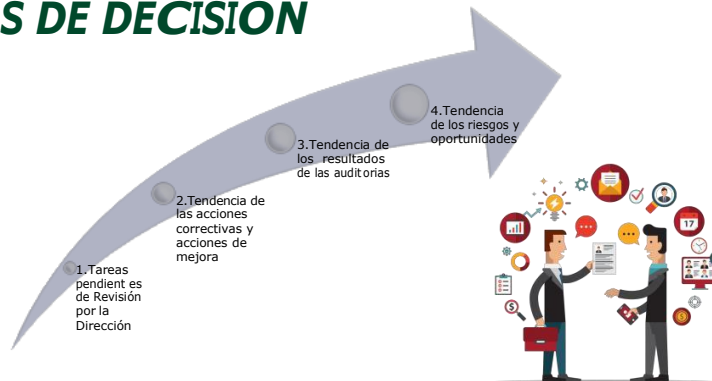 S DE DECISION
4.Tendencia
de los riesgos y
oportunidades
3.Tendencia de
los resultados
de las auditorias
2.Tendencia de
las acciones
correctivas y
acciones de
mejora
1.Tareas
pendient es
de Revisión
por la
Dirección
17
$
$